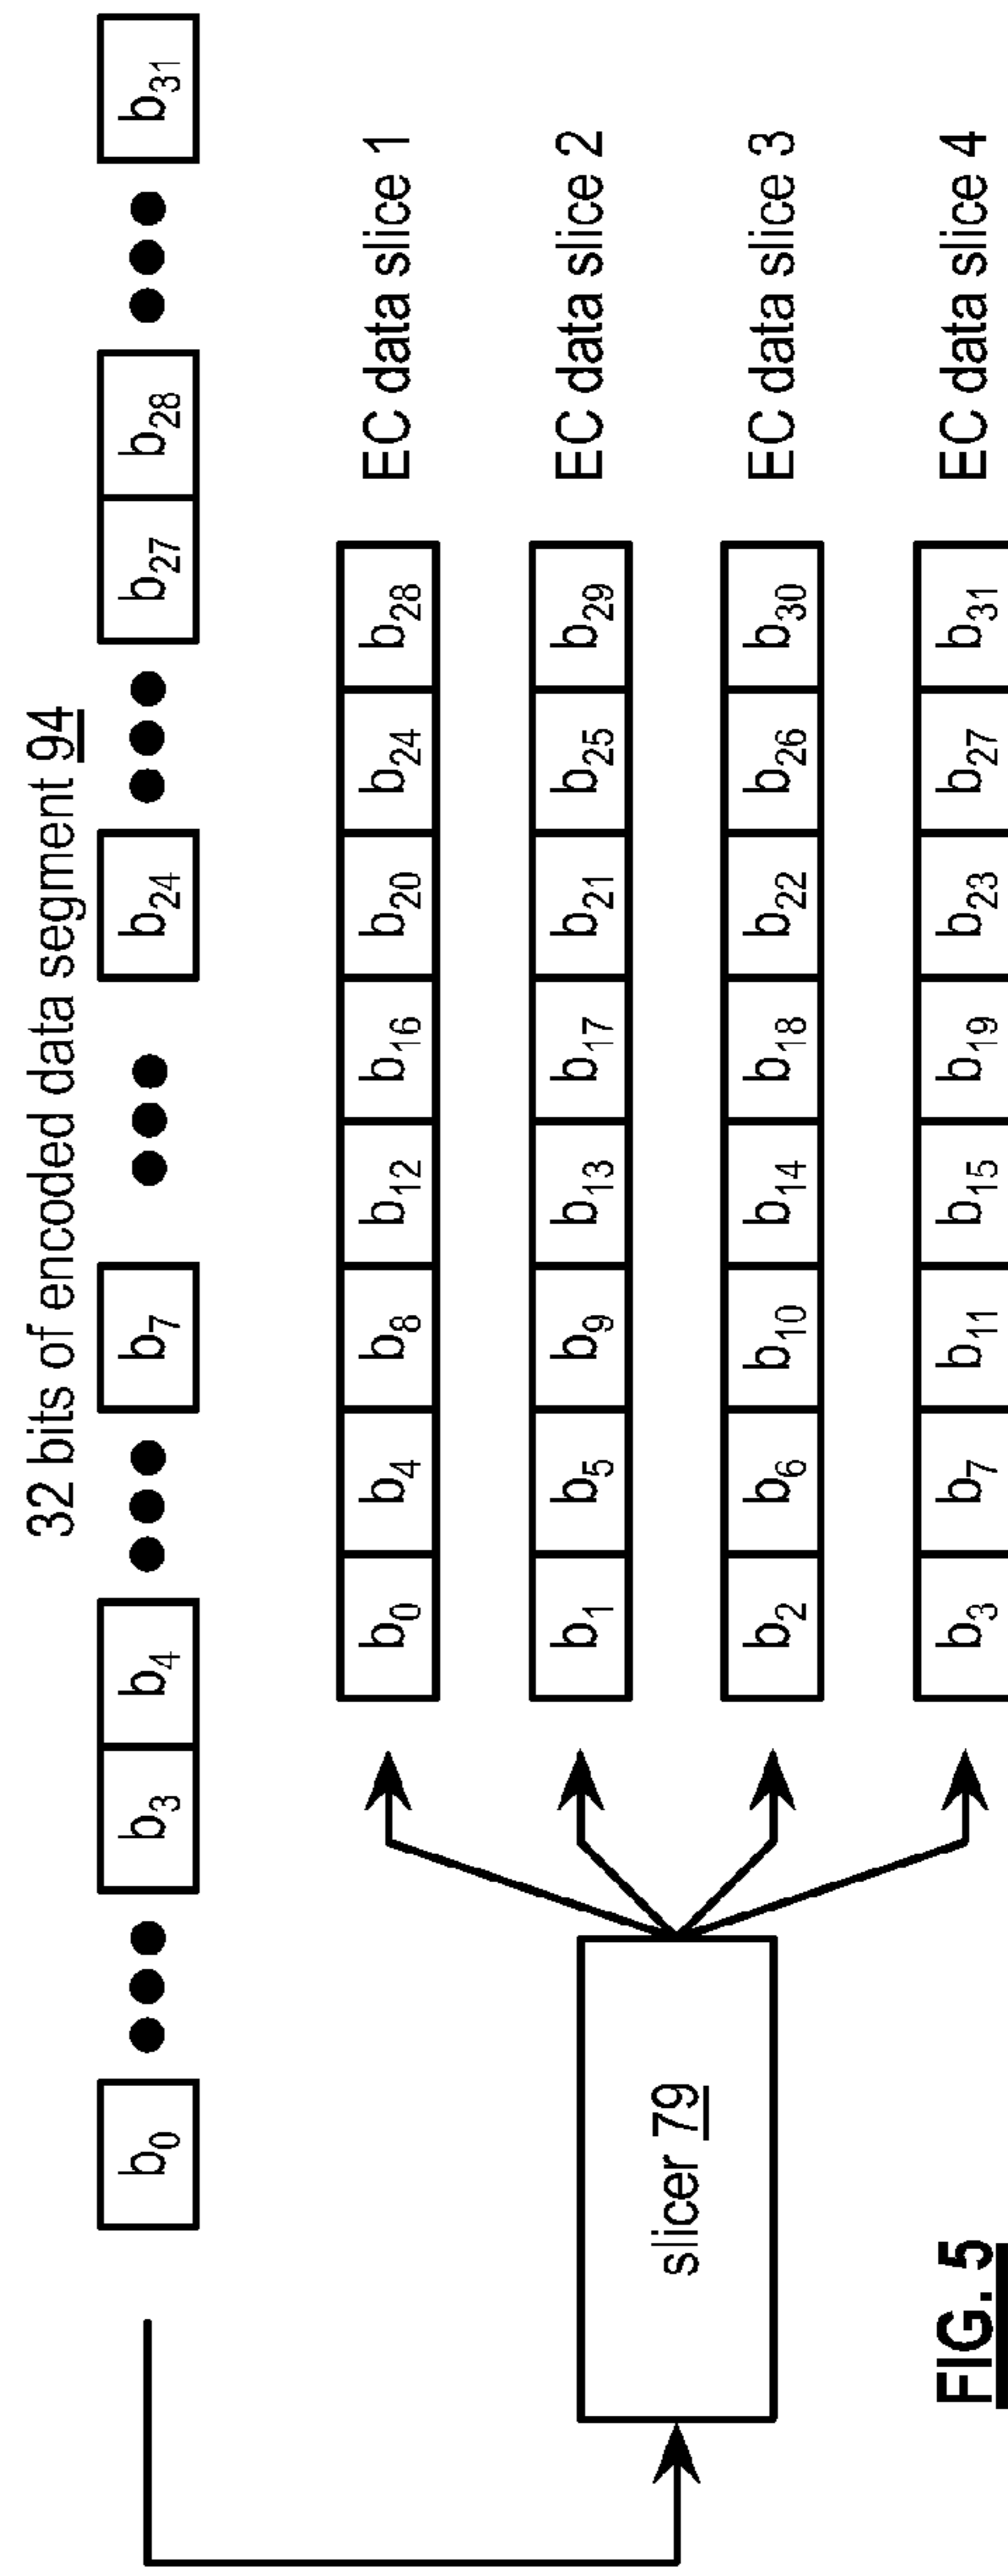 32 bits of encoded data segment 94
b0 ●●● b3 b4 ●●● b7 ●●● b24 ●●● b27 b28 ●●● b31
b0 b4 b8 b12 b16 b20 b24 b28 EC data slice 1
b1 b5 b9 b13 b17 b21 b25 b29 EC data slice 2
slicer 79
b2 b6 b10 b14 b18 b22 b26 b30 EC data slice 3
b3 b7 b11 b15 b19 b23 b27 b31 EC data slice 4
FIG. 5